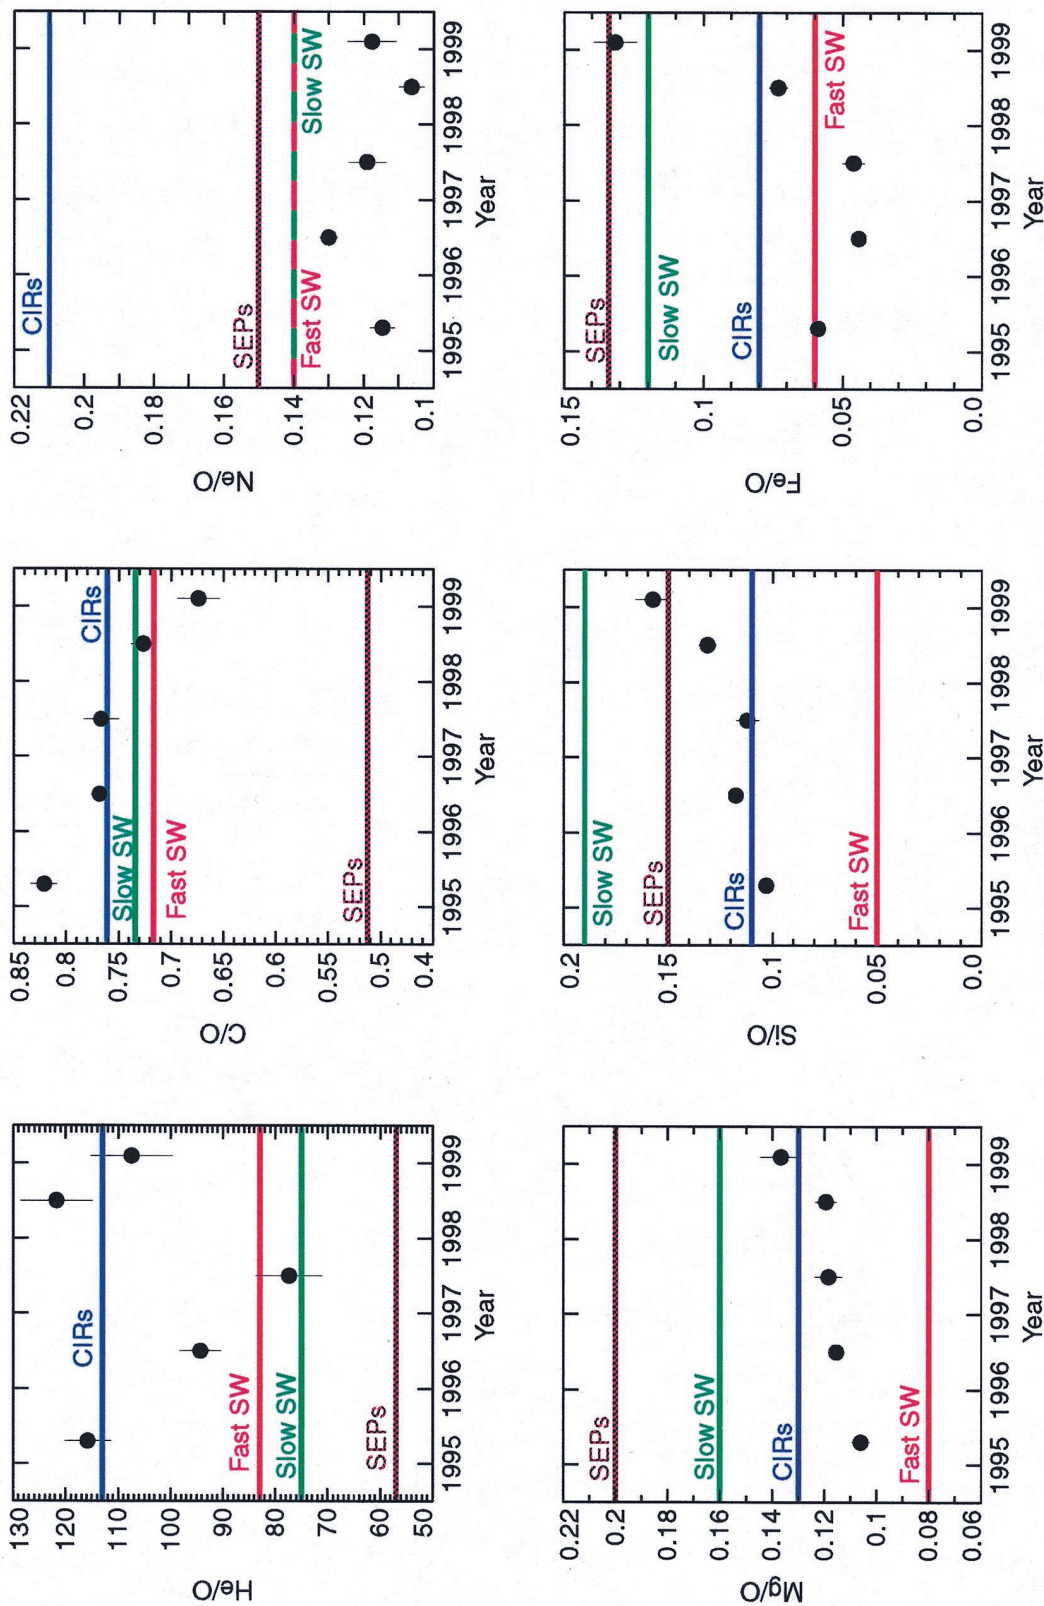 130
120
CIRs
110
100
90
Fast SW
80
Slow SW
70
60
SEPs
50
He/O
1995 1996 1997 1998 1999
Year
0.85
0.8
CIRs
0.75
Slow SW
0.7
Fast SW
0.65
0.6
0.55
SEPs
0.5
0.4
C/O
1995 1996 1997 1998 1999
Year
0.22
CIRs
0.2
0.18
0.16
SEPs
0.14
Fast SW Slow SW
0.12
0.1
Ne/O
1995 1996 1997 1998 1999
Year
0.22
SEPs
0.2
0.18
0.16
Slow SW
0.14
CIRs
0.12
0.1
0.08
Fast SW
0.06
Mg/O
1995 1996 1997 1998 1999
Year
0.2
Slow SW
0.15
SEPs
CIRs
0.1
0.05
Fast SW
0.0
Si/O
1995 1996 1997 1998 1999
Year
0.15
SEPs
Slow SW
0.1
CIRs
0.05
Fast SW
0.0
Fe/O
1995 1996 1997 1998 1999
Year